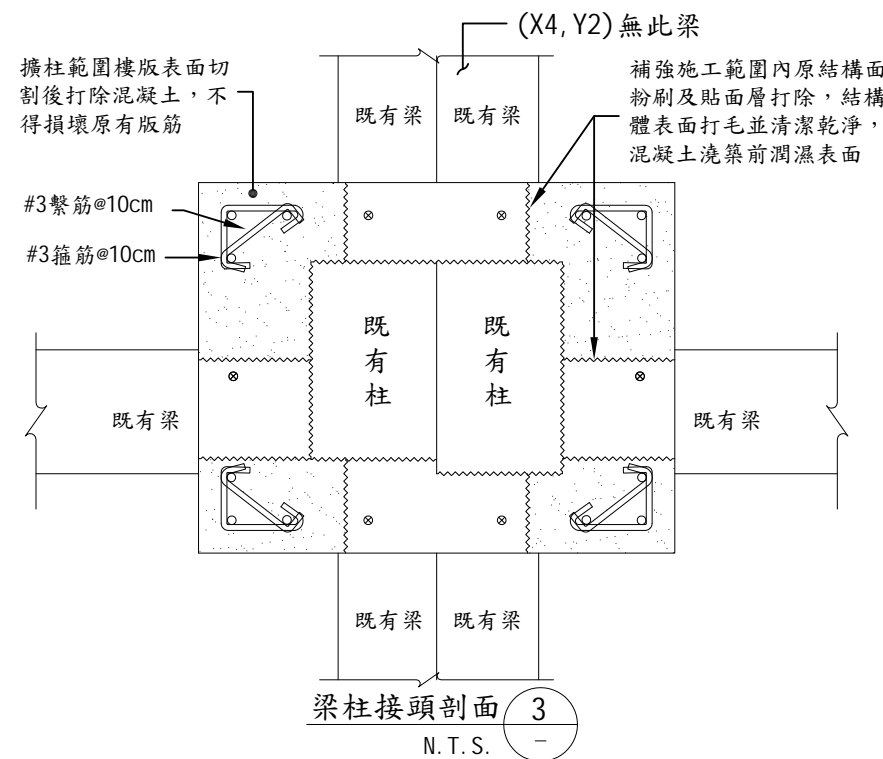 (X4,Y2)無此梁
擴柱範圍樓版表面切
割後打除混凝土，不
得損壞原有版筋
補強施工範圍內原結構面
粉刷及貼面層打除，結構
體表面打毛並清潔乾淨，
混凝土澆築前潤濕表面
既有梁
既有梁
#3繫筋@10cm
#3箍筋@10cm
既有柱
既有柱
既有梁
既有梁
既有梁
既有梁
梁柱接頭剖面
3
-
N.T.S.